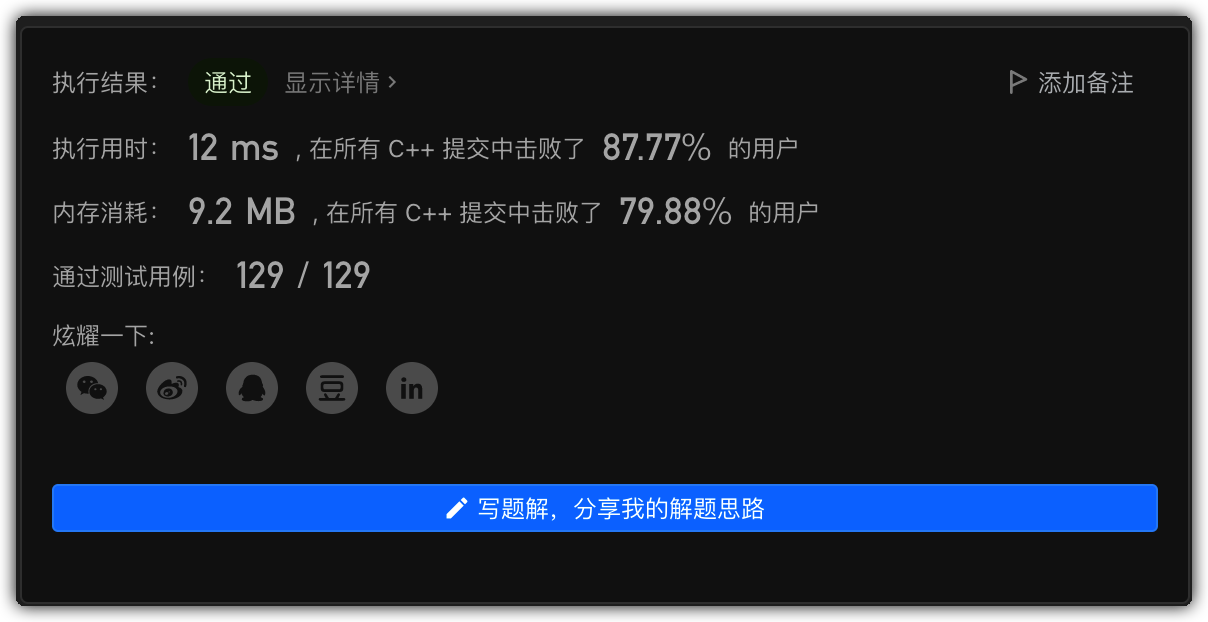 执行结果： 通过 显示详情 › 添加备注
执行用时： 12 ms , 在所有 C++ 提交中击败了 87.77% 的用户
内存消耗： 9.2 MB , 在所有 C++ 提交中击败了 79.88% 的用户
通过测试用例： 129 / 129
炫耀一下:
豆 in
写题解，分享我的解题思路